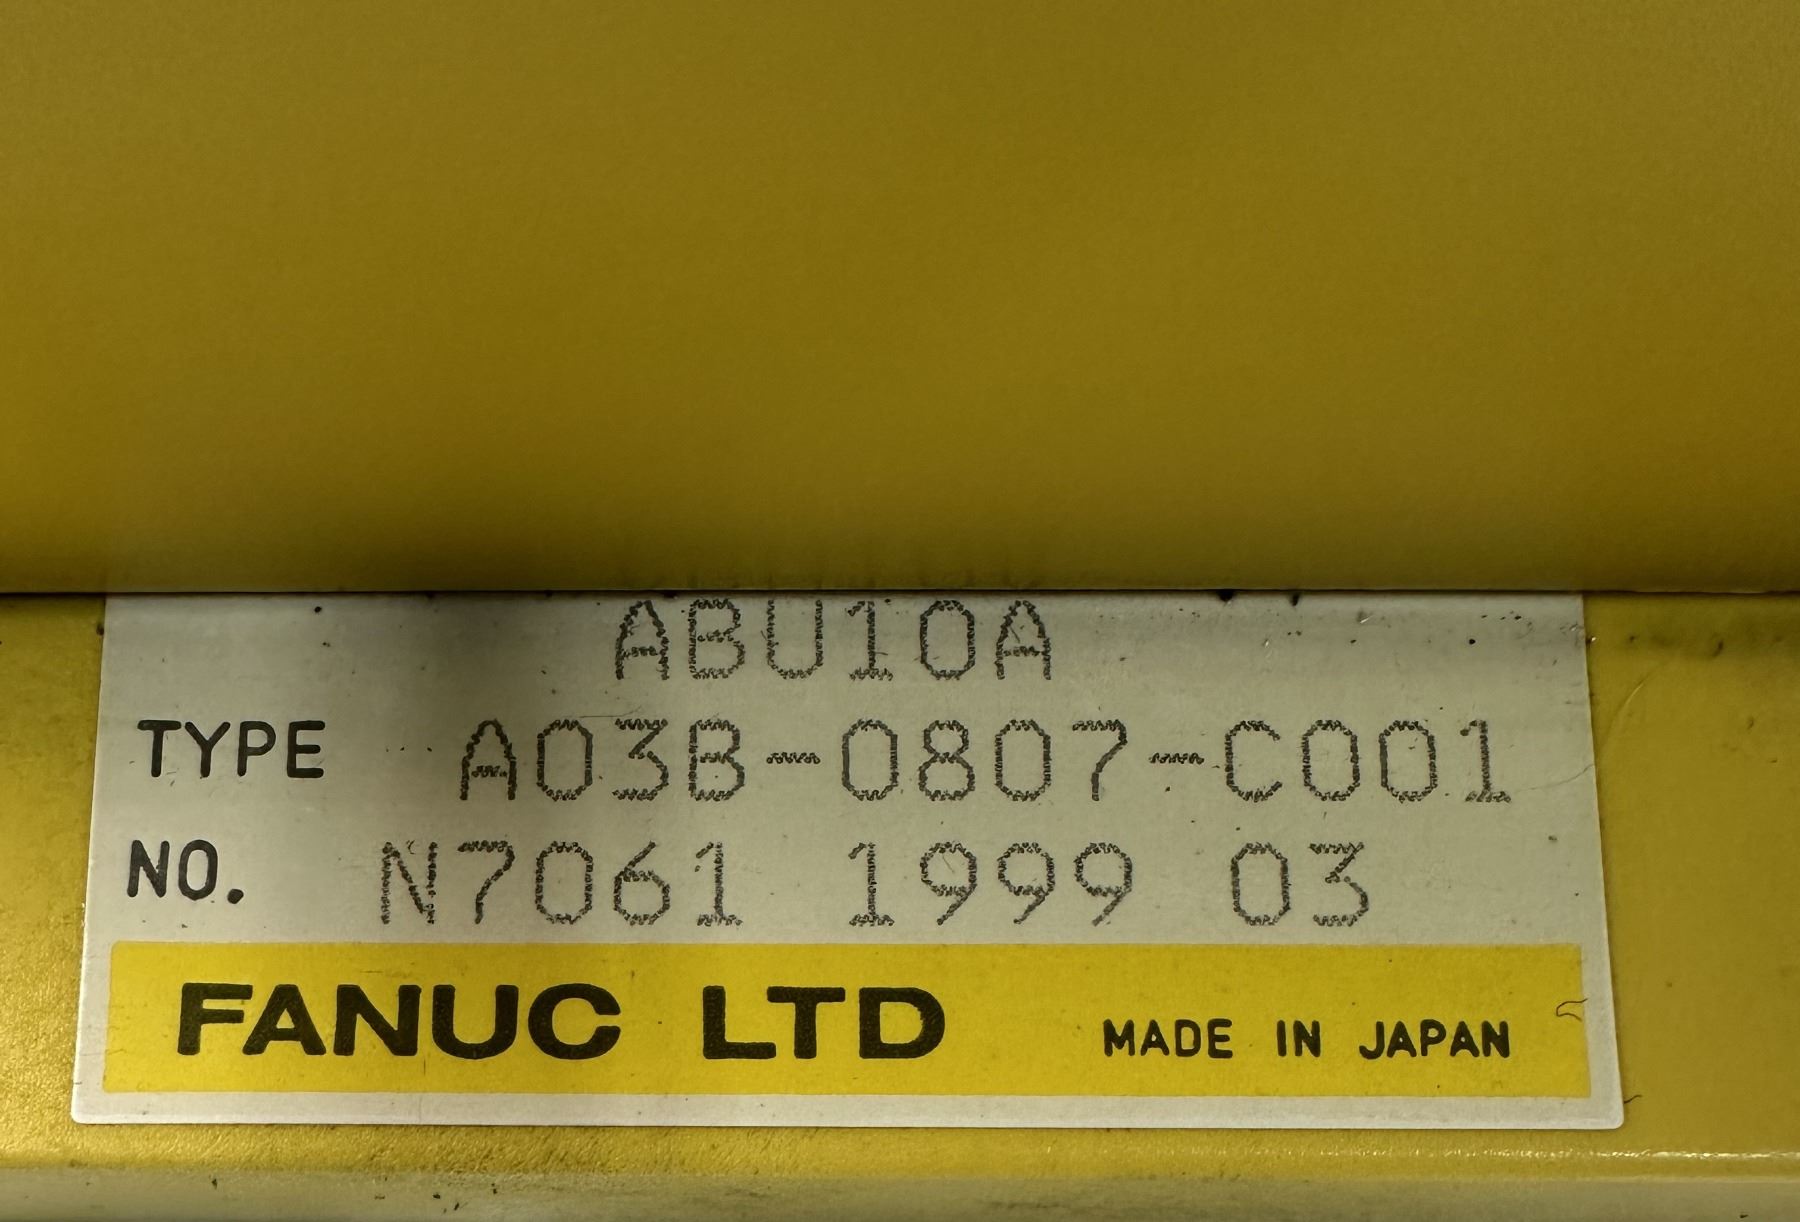 ABU10A
TYPE A03B-0807-C001
NO. N7061 1999 03
FANUC LTD MADE IN JAPAN